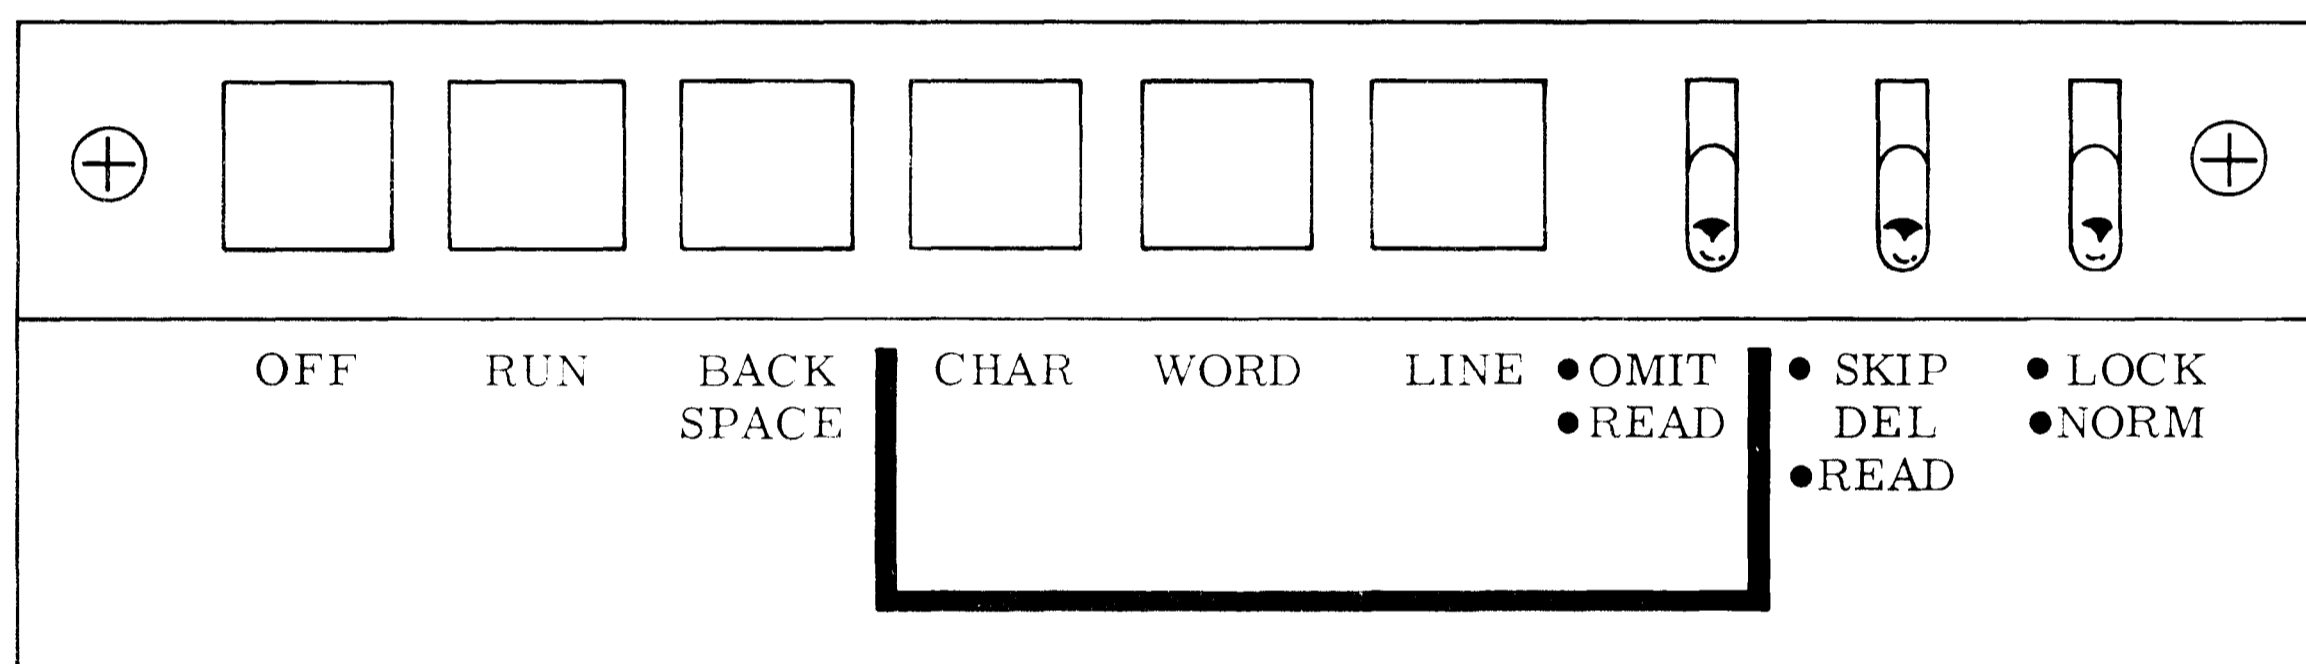 OFF RUN BACK CHAR WORD LINE •OMIT • SKIP • LOCK
SPACE •READ DEL •NORM
•READ